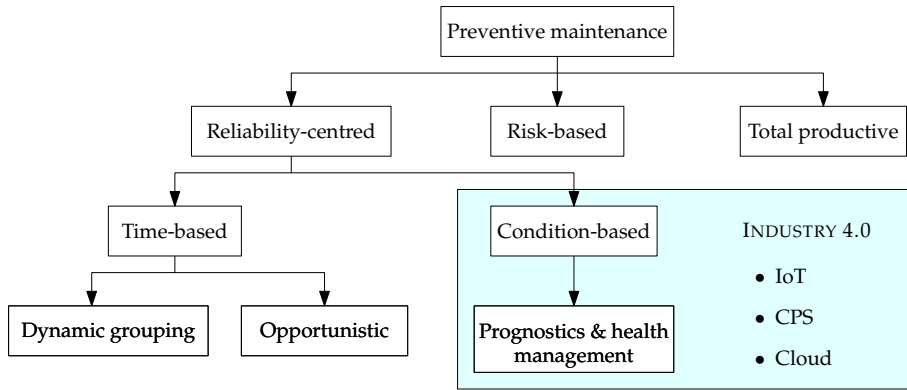 Preventive maintenance
Reliability-centred
Risk-based
Total productive
Time-based
Condition-based
INDUSTRY 4.0
• IoT
Dynamic grouping
Opportunistic
Prognostics & health
management
• CPS
• Cloud